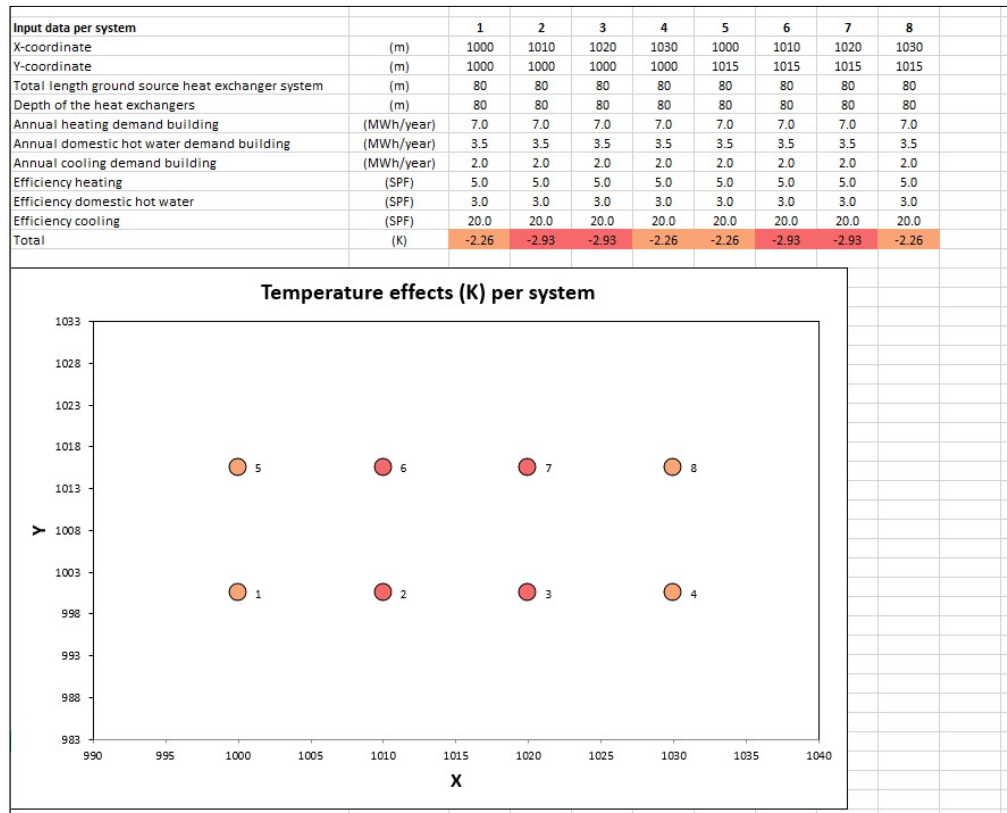 Input data per system 1 2 3 4 5 6 7 8
X-coordinate (m) 1000 1010 1020 1030 1000 1010 1020 1030
Y-coordinate (m) 1000 1000 1000 1000 1015 1015 1015 1015
Total length ground source heat exchanger system (m) 80 80 80 80 80 80 80 80
Depth of the heat exchangers (m) 80 80 80 80 80 80 80 80
Annual heating demand building (MWh/year) 7.0 7.0 7.0 7.0 7.0 7.0 7.0 7.0
Annual domestic hot water demand building (MWh/year) 3.5 3.5 3.5 3.5 3.5 3.5 3.5 3.5
Annual cooling demand building (MWh/year) 2.0 2.0 2.0 2.0 2.0 2.0 2.0 2.0
Efficiency heating (SPF) 5.0 5.0 5.0 5.0 5.0 5.0 5.0 5.0
Efficiency domestic hot water (SPF) 3.0 3.0 3.0 3.0 3.0 3.0 3.0 3.0
Efficiency cooling (SPF) 20.0 20.0 20.0 20.0 20.0 20.0 20.0 20.0
Total (K) -2.26 -2.93 -2.93 -2.26 -2.26 -2.93 -2.93 -2.26
Temperature effects (K) per system
1033
1028
1023
1018
5 6 7 8
1013
Y 1008
1003
1 2 3 4
998
993
988
983
990 995 1000 1005 1010 1015 1020 1025 1030 1035 1040
X